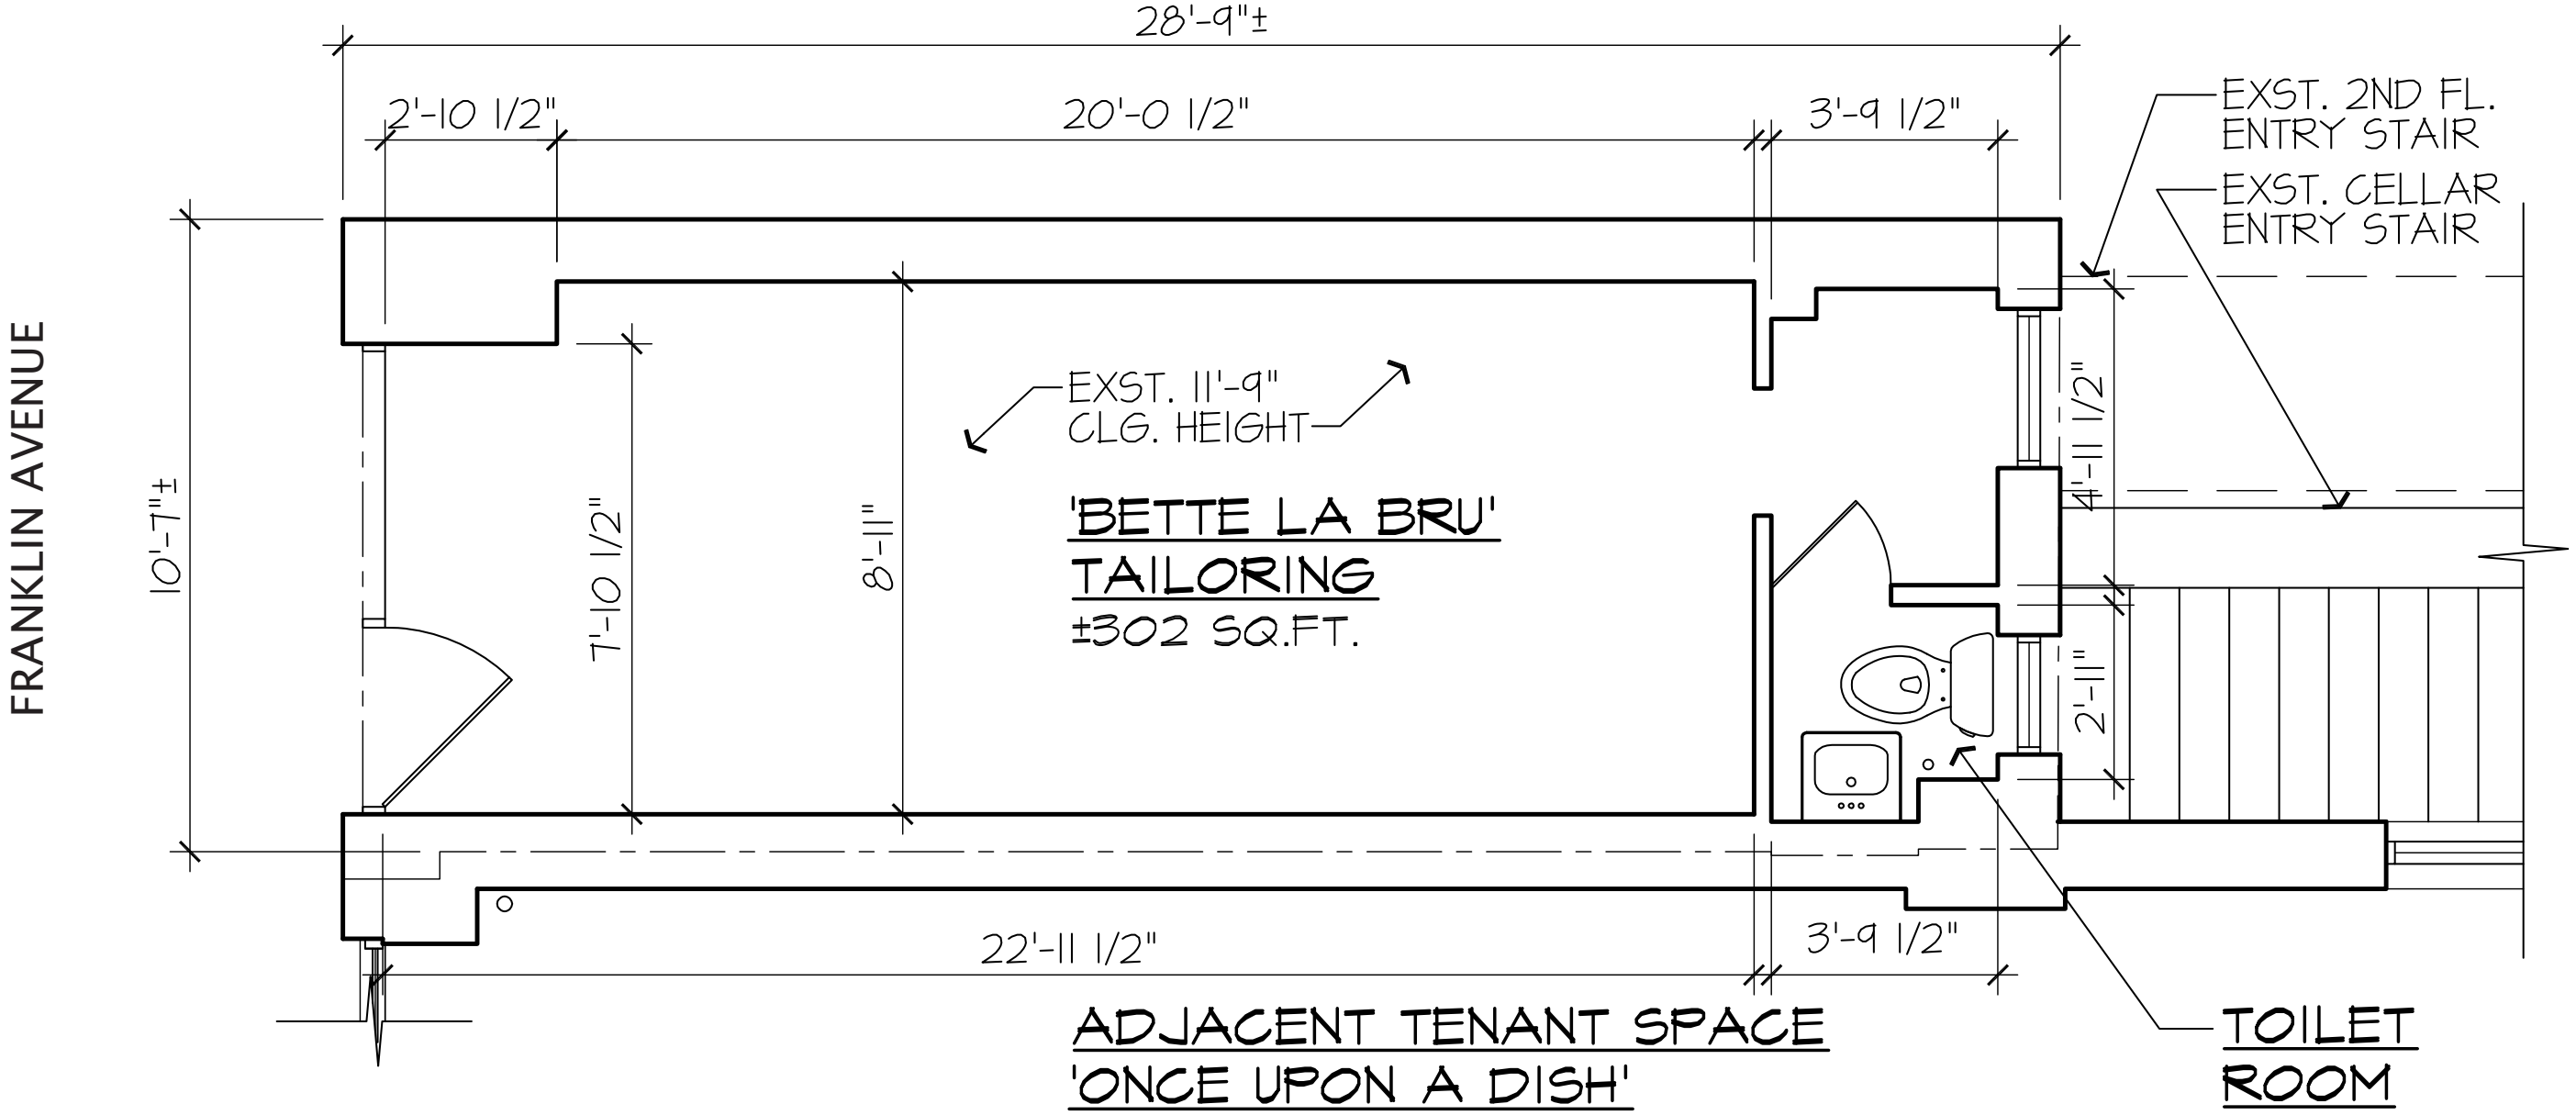 28'-9"±
2'-10 1/2"
20'-0 1/2"
3'-9 1/2"
EXST. 2ND FL.
ENTRY STAIR
EXST. CELLAR
ENTRY STAIR
FRANKLIN AVENUE
10'-7"±
7'-10 1/2"
8'-11"
EXST. 11'-9"
CLG. HEIGHT
'BETTE LA BRU'
TAILORING
±302 SQ.FT.
4'-11 1/2"
2'-11"
22'-11 1/2"
3'-9 1/2"
ADJACENT TENANT SPACE
'ONCE UPON A DISH'
TOILET
ROOM